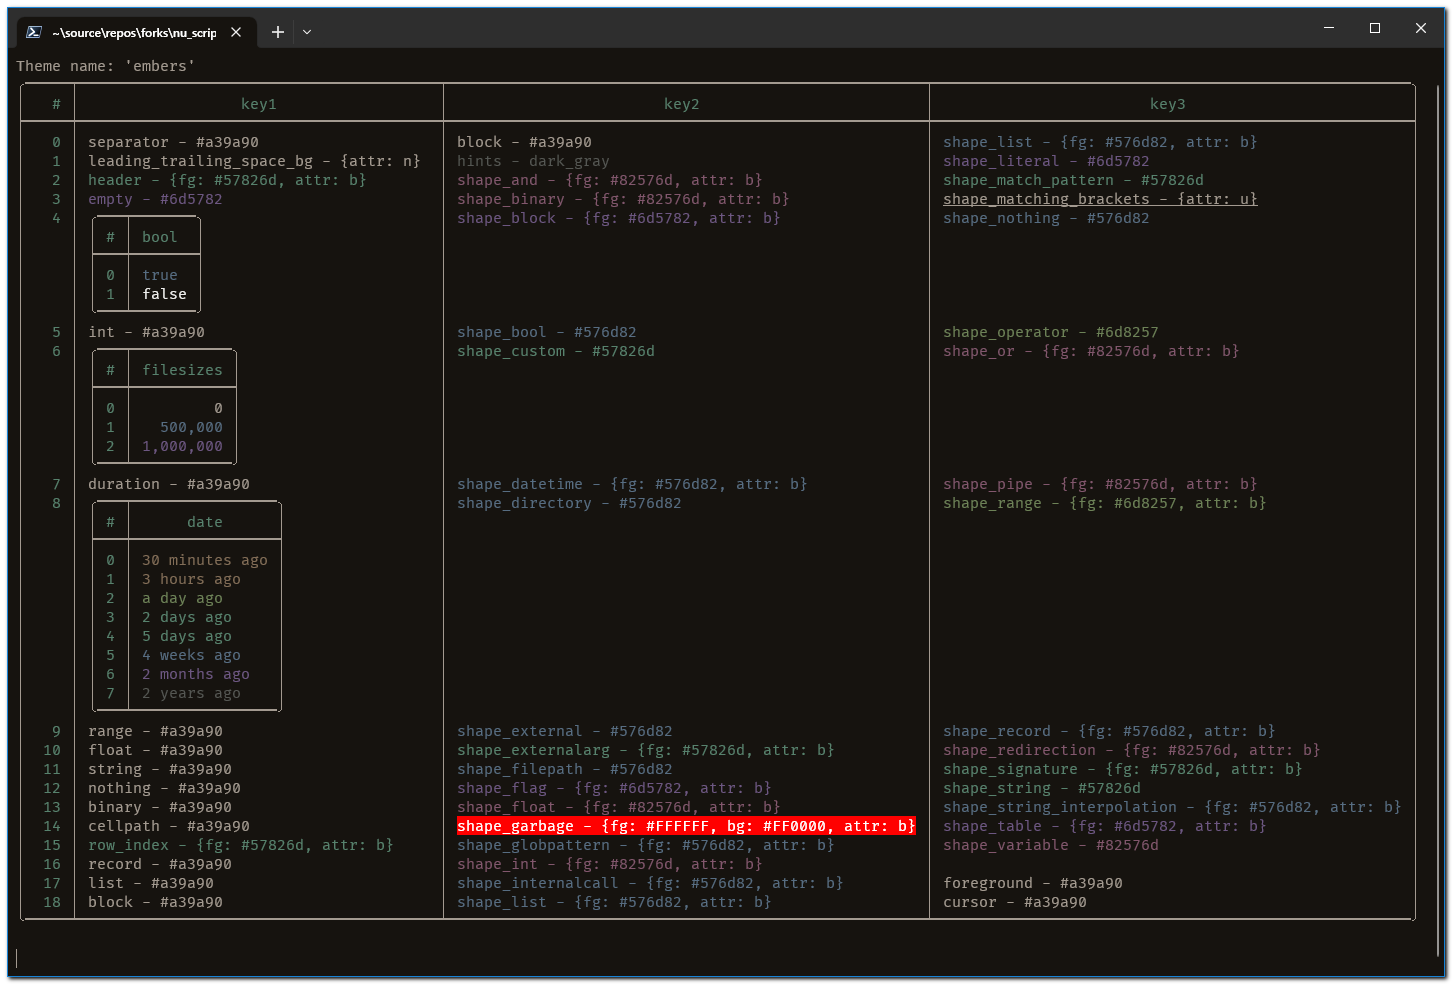 ~\source\repos\forks\nu_scrip
Theme name: 'embers'
# key1 key2 key3
0 separator - #a39a90 block - #a39a90 shape_list - {fg: #576d82, attr: b}
1 leading_trailing_space_bg - {attr: n} hints - dark_gray shape_literal - #6d5782
2 header - {fg: #57826d, attr: b} shape_and - {fg: #82576d, attr: b} shape_match_pattern - #57826d
3 empty - #6d5782 shape_binary - {fg: #82576d, attr: b} shape_matching_brackets - {attr: u}
4 shape_block - {fg: #6d5782, attr: b} shape_nothing - #576d82
# bool
0 true
1 false
5 int - #a39a90 shape_bool - #576d82 shape_operator - #6d8257
6 shape_custom - #57826d shape_or - {fg: #82576d, attr: b}
# filesizes
0 0
1 500,000
2 1,000,000
7 duration - #a39a90 shape_datetime - {fg: #576d82, attr: b} shape_pipe - {fg: #82576d, attr: b}
8 shape_directory - #576d82 shape_range - {fg: #6d8257, attr: b}
# date
0 30 minutes ago
1 3 hours ago
2 a day ago
3 2 days ago
4 5 days ago
5 4 weeks ago
6 2 months ago
7 2 years ago
9 range - #a39a90 shape_external - #576d82 shape_record - {fg: #576d82, attr: b}
10 float - #a39a90 shape_externalarg - {fg: #57826d, attr: b} shape_redirection - {fg: #82576d, attr: b}
11 string - #a39a90 shape_filepath - #576d82 shape_signature - {fg: #57826d, attr: b}
12 nothing - #a39a90 shape_flag - {fg: #6d5782, attr: b} shape_string - #57826d
13 binary - #a39a90 shape_float - {fg: #82576d, attr: b} shape_string_interpolation - {fg: #576d82, attr: b}
14 cellpath - #a39a90 shape_garbage - {fg: #FFFFFF, bg: #FF0000, attr: b} shape_table - {fg: #6d5782, attr: b}
15 row_index - {fg: #57826d, attr: b} shape_globpattern - {fg: #576d82, attr: b} shape_variable - #82576d
16 record - #a39a90 shape_int - {fg: #82576d, attr: b}
17 list - #a39a90 shape_internalcall - {fg: #576d82, attr: b} foreground - #a39a90
18 block - #a39a90 shape_list - {fg: #576d82, attr: b} cursor - #a39a90